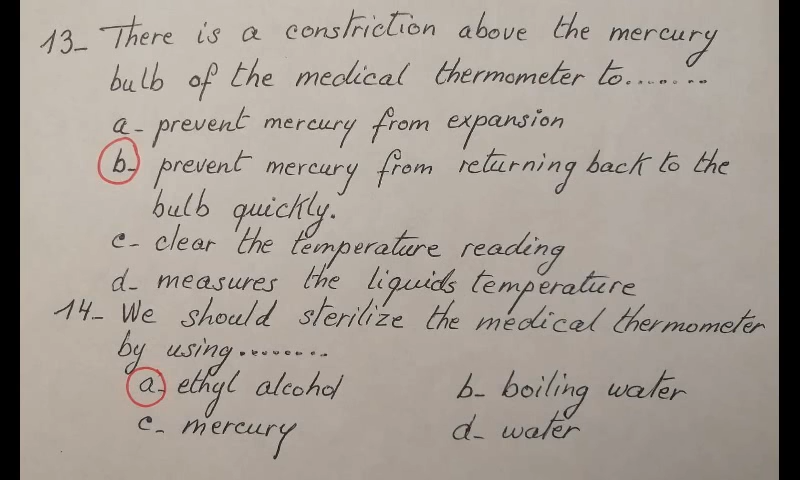 13- There is a constriction above the mercury
bulb of the medical thermometer to........
a- prevent mercury from expansion
b- prevent mercury from returning back to the
bulb quickly.
c- clear the temperature reading
d- measures the liquids temperature
14- We should sterilize the medical thermometer
by using.........
a- ethyl alcohol b- boiling water
c- mercury d- water